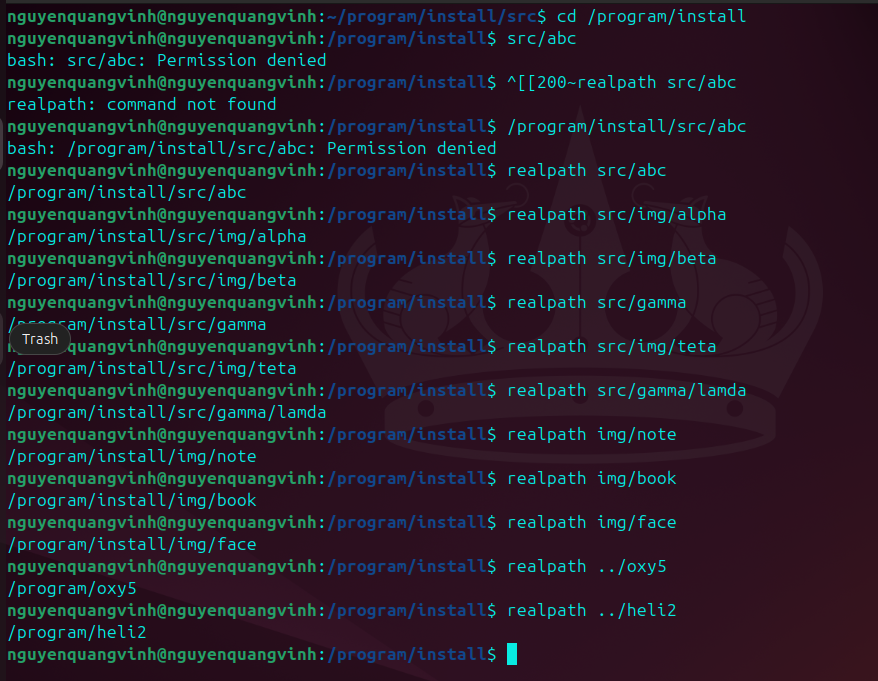 nguyenquangvinh@nguyenquangvinh:~/program/install/src$ cd /program/install
nguyenquangvinh@nguyenquangvinh:/program/install$ src/abc
bash: src/abc: Permission denied
nguyenquangvinh@nguyenquangvinh:/program/install$ ^[[200~realpath src/abc
realpath: command not found
nguyenquangvinh@nguyenquangvinh:/program/install$ /program/install/src/abc
bash: /program/install/src/abc: Permission denied
nguyenquangvinh@nguyenquangvinh:/program/install$ realpath src/abc
/program/install/src/abc
nguyenquangvinh@nguyenquangvinh:/program/install$ realpath src/img/alpha
/program/install/src/img/alpha
nguyenquangvinh@nguyenquangvinh:/program/install$ realpath src/img/beta
/program/install/src/img/beta
nguyenquangvinh@nguyenquangvinh:/program/install$ realpath src/gamma
/program/install/src/gamma
Trash
nguyenquangvinh@nguyenquangvinh:/program/install$ realpath src/img/teta
/program/install/src/img/teta
nguyenquangvinh@nguyenquangvinh:/program/install$ realpath src/gamma/lamda
/program/install/src/gamma/lamda
nguyenquangvinh@nguyenquangvinh:/program/install$ realpath img/note
/program/install/img/note
nguyenquangvinh@nguyenquangvinh:/program/install$ realpath img/book
/program/install/img/book
nguyenquangvinh@nguyenquangvinh:/program/install$ realpath img/face
/program/install/img/face
nguyenquangvinh@nguyenquangvinh:/program/install$ realpath ../oxy5
/program/oxy5
nguyenquangvinh@nguyenquangvinh:/program/install$ realpath ../heli2
/program/heli2
nguyenquangvinh@nguyenquangvinh:/program/install$